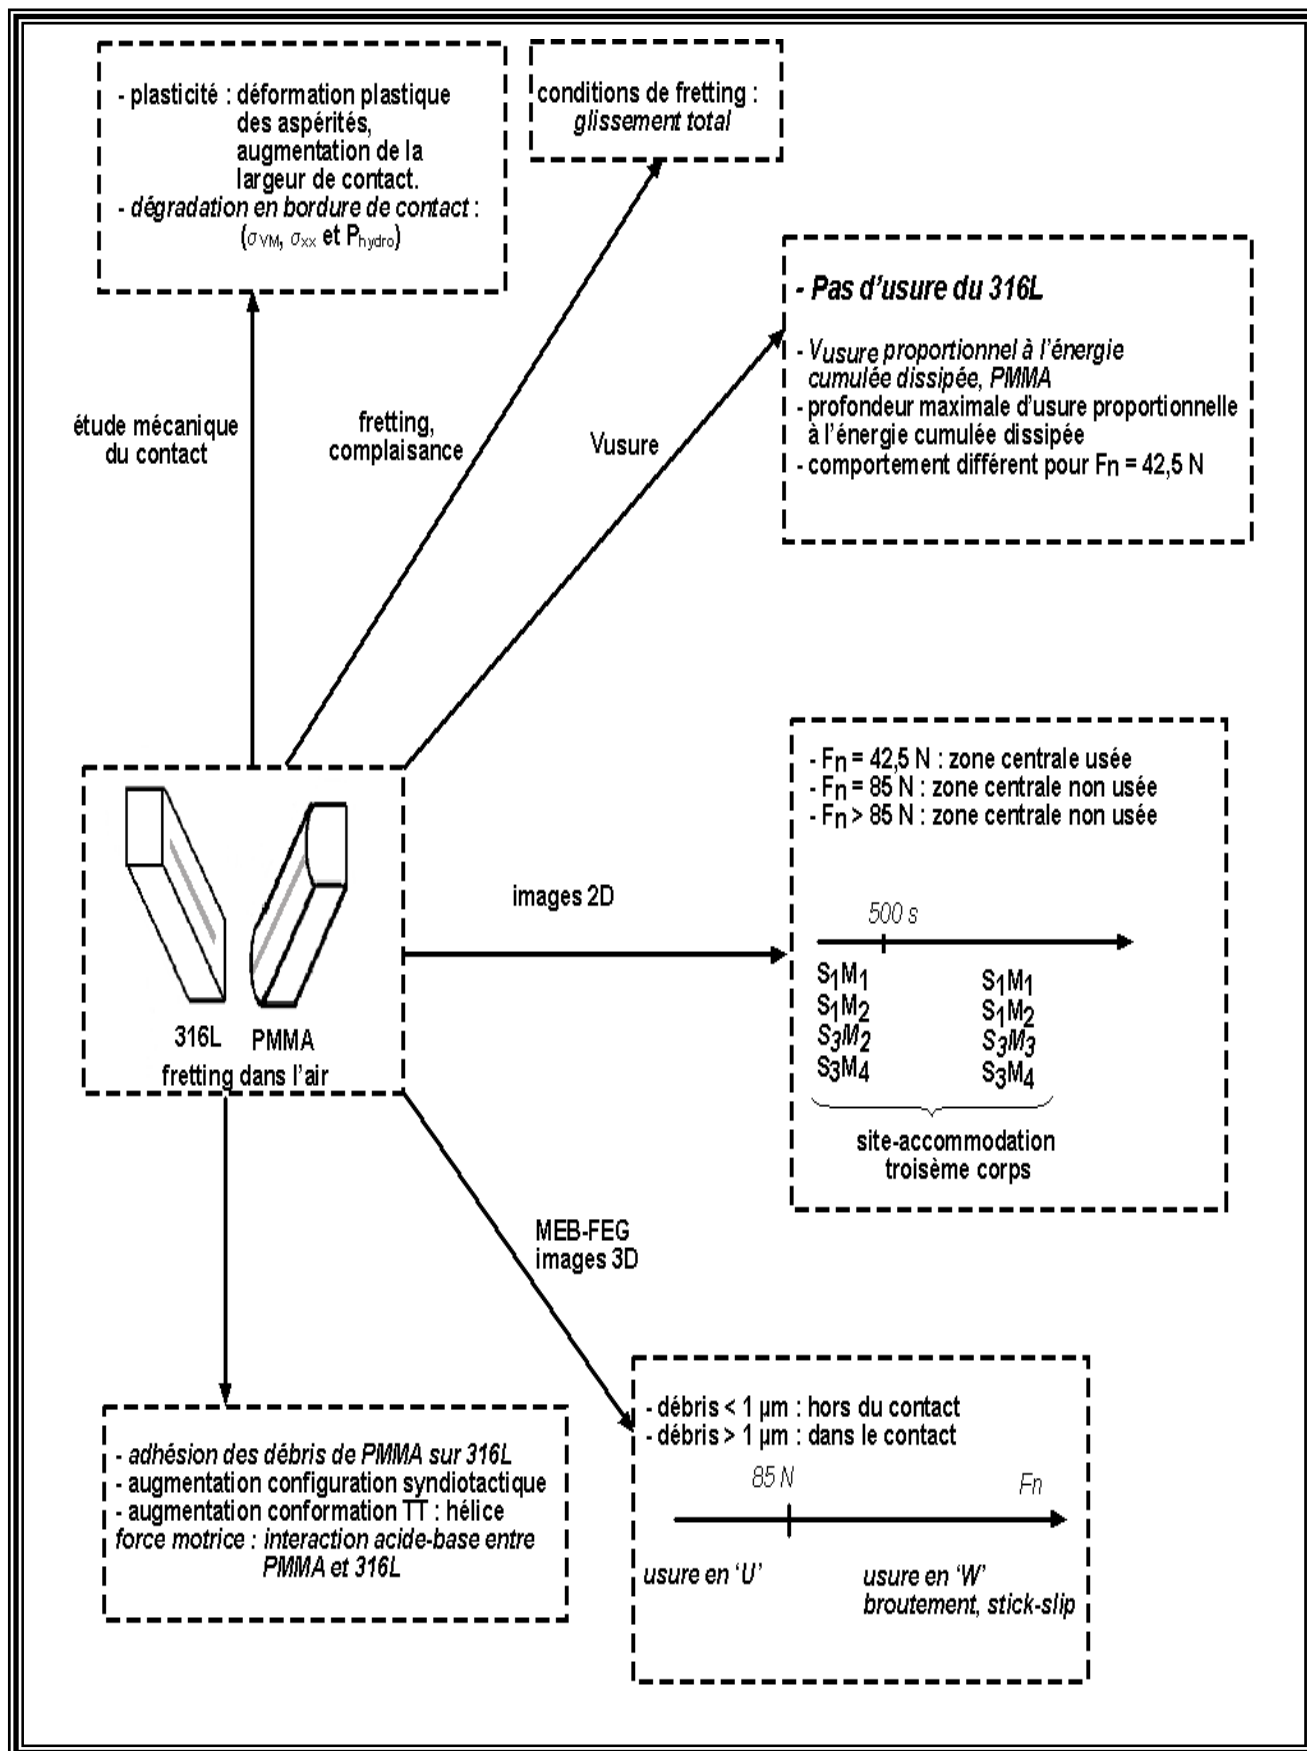 - plasticité : déformation plastique
des aspérités,
augmentation de la
largeur de contact.
- dégradation en bordure de contact :
(σVM, σxx et Phydro)
conditions de fretting :
glissement total
- Pas d'usure du 316L
- Vusure proportionnel à l'énergie
cumulée dissipée, PMMA
- profondeur maximale d'usure proportionnelle
à l'énergie cumulée dissipée
- comportement différent pour Fn = 42,5 N
étude mécanique
du contact
fretting,
complaisance
Vusure
- Fn = 42,5 N : zone centrale usée
- Fn = 85 N : zone centrale non usée
- Fn > 85 N : zone centrale non usée
images 2D
500 s
S1M1 S1M1
S1M2 S1M2
S3M2 S3M3
S3M4 S3M4
site-accommodation
troisème corps
316L PMMA
fretting dans l'air
MEB-FEG
images 3D
- débris < 1 µm : hors du contact
- débris > 1 µm : dans le contact
85 N Fn
usure en ‘U’ usure en ‘W’
broutement, stick-slip
- adhésion des débris de PMMA sur 316L
- augmentation configuration syndiotactique
- augmentation conformation T̅T̅ : hélice
force motrice : interaction acide-base entre
PMMA et 316L